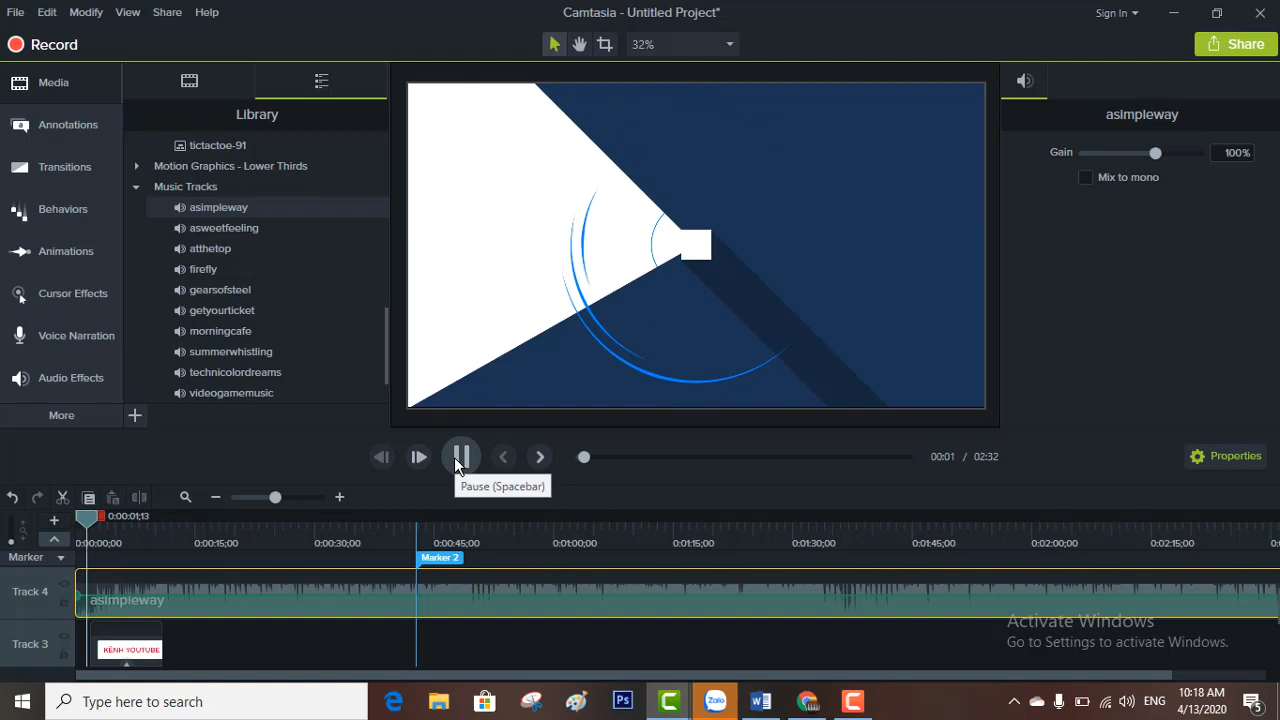 File Edit Modify View Share Help
Camtasia - Untitled Project*
Sign In
Record
32%
Share
Media
Annotations
Transitions
Behaviors
Animations
Cursor Effects
Voice Narration
Audio Effects
More
Library
tictactoe-91
Motion Graphics - Lower Thirds
Music Tracks
asimpleway
asweetfeeling
atthetop
firefly
gearsofsteel
getyourticket
morningcafe
summerwhistling
technicolordreams
videogamemusic
asimpleway
Gain 100%
Mix to mono
00:01 / 02:32
Properties
Pause (Spacebar)
0:00:01;13
0:00:00;00 0:00:15;00 0:00:30;00 0:00:45;00 0:01:00;00 0:01:15;00 0:01:30;00 0:01:45;00 0:02:00;00 0:02:15;00
Marker
Marker 2
Track 4
asimpleway
Track 3
KÊNH YOUTUBE
Activate Windows
Go to Settings to activate Windows.
Type here to search
Ps
Zalo
ENG
10:18 AM
4/13/2020
5